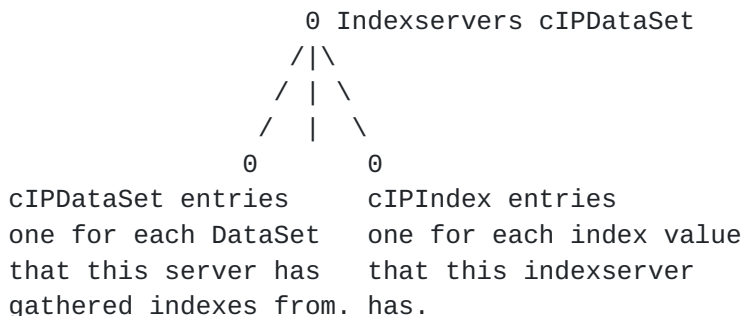 0 Indexservers cIPDataSet
/|\
/ | \
/  |  \
0       0
cIPDataSet entries      cIPIndex entries
one for each DataSet   one for each index value
that this server has   that this indexserver
gathered indexes from. has.